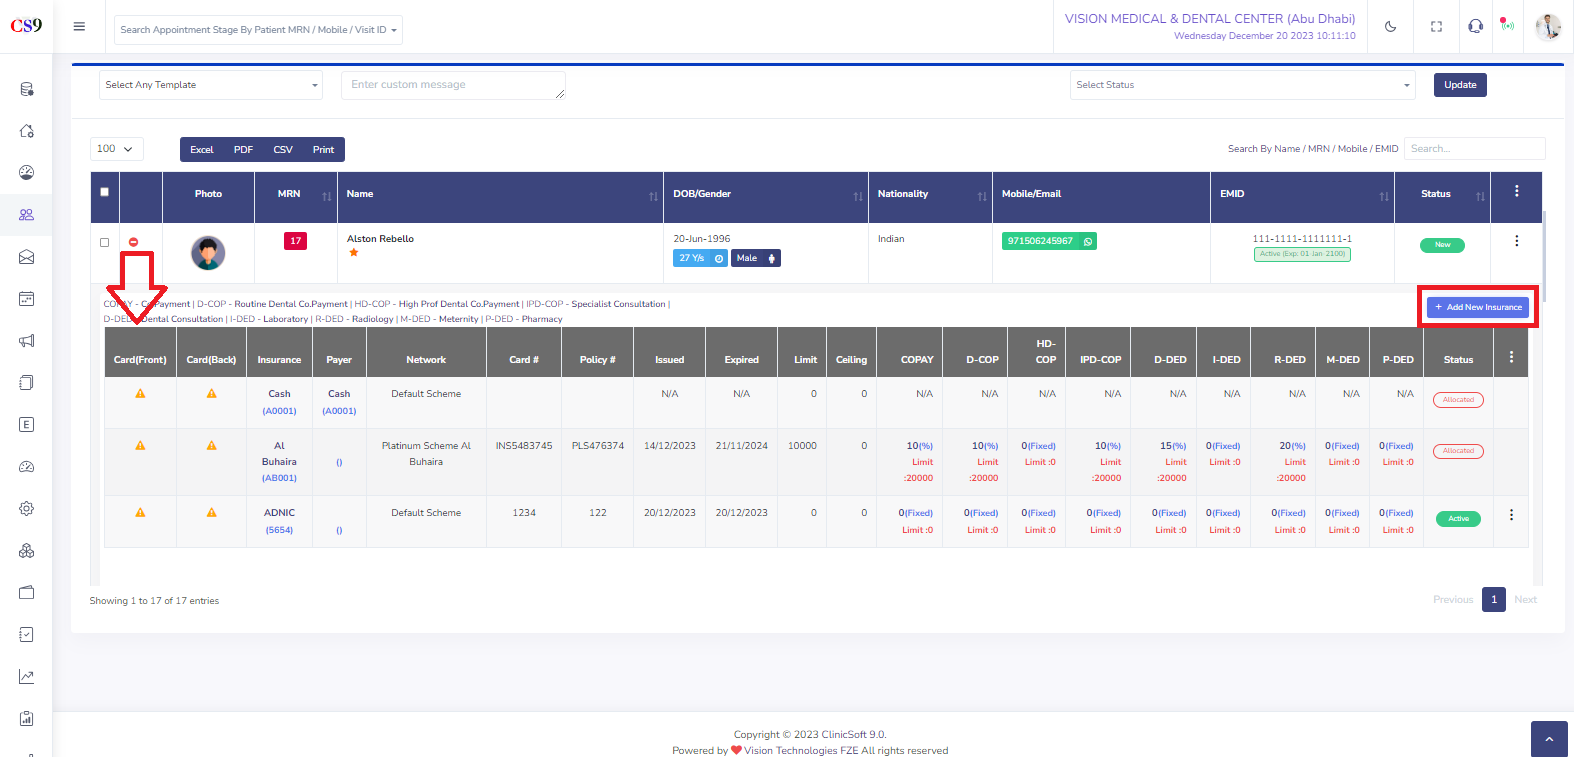 CS9
Search Appointment Stage By Patient MRN / Mobile / Visit ID
VISION MEDICAL & DENTAL CENTER (Abu Dhabi)
Wednesday December 20 2023 10:11:10
Select Any Template
Enter custom message
Select Status
Update
100
Excel PDF CSV Print
Search By Name / MRN / Mobile / EMID Search...
Photo MRN Name DOB/Gender Nationality Mobile/Email EMID Status
17 Alston Rebello 20-Jun-1996 Indian 971506245967 111-1111-1111111-1 New
27 Y/s Male Active (Exp: 01 Jan 2100)
- Co.Payment | D-COP - Routine Dental Co.Payment | HD-COP - High Prof Dental Co.Payment | IPD-COP - Specialist Consultation |
D-DED Dental Consultation | I-DED - Laboratory | R-DED - Radiology | M-DED - Meternity | P-DED - Pharmacy
+ Add New Insurance
Card(Front) Card(Back) Insurance Payer Network Card # Policy # Issued Expired Limit Ceiling COPAY D-COP HD-COP IPD-COP D-DED I-DED R-DED M-DED P-DED Status
Cash Cash Default Scheme N/A N/A 0 0 N/A N/A N/A N/A N/A N/A N/A N/A N/A Allocated
(A0001) (A0001)
Al Platinum Scheme Al INS5483745 PLS476374 14/12/2023 21/11/2024 10000 0 10(%) 10(%) 0(Fixed) 10(%) 15(%) 0(Fixed) 20(%) 0(Fixed) 0(Fixed) Allocated
Buhaira () Buhaira Limit Limit Limit :0 Limit Limit Limit :0 Limit Limit :0 Limit :0
(AB001) :20000 :20000 :20000 :20000 :20000
ADNIC Default Scheme 1234 122 20/12/2023 20/12/2023 0 0 0(Fixed) 0(Fixed) 0(Fixed) 0(Fixed) 0(Fixed) 0(Fixed) 0(Fixed) 0(Fixed) 0(Fixed) Active
(5654) () Limit :0 Limit :0 Limit :0 Limit :0 Limit :0 Limit :0 Limit :0 Limit :0 Limit :0
Showing 1 to 17 of 17 entries
Previous 1 Next
Copyright © 2023 ClinicSoft 9.0.
Powered by ❤ Vision Technologies FZE All rights reserved